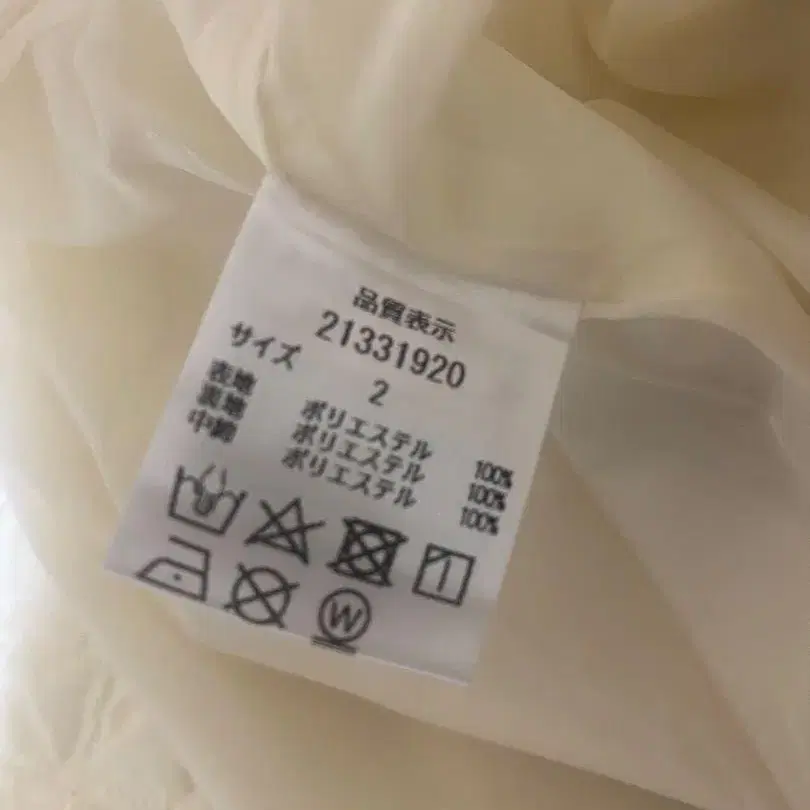 品質表示
21331920
サイズ 2
表地 ポリエステル 100%
裏地 ポリエステル 100%
中綿 ポリエステル 100%
W